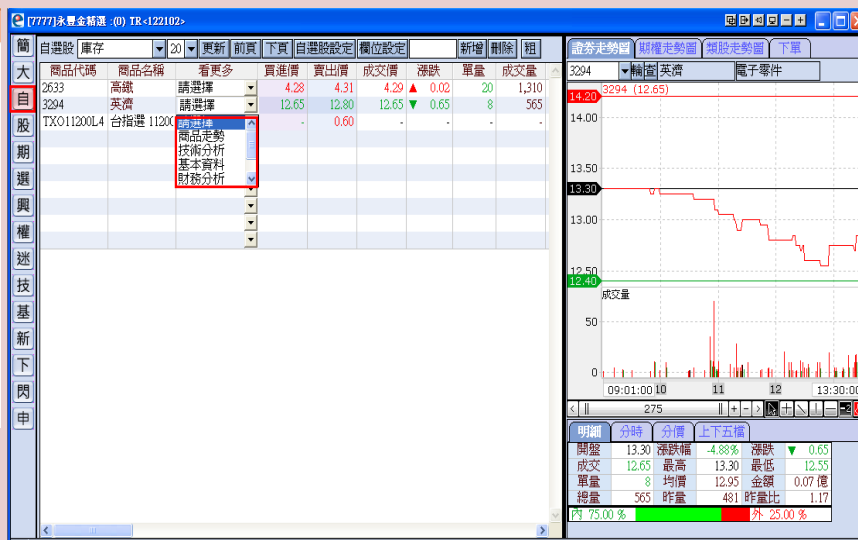 [7777]永豐金精選 :(0) TR<122102>
簡
大
自
股
期
選
興
權
迷
技
基
新
下
閃
申
自選股 庫存 20 更新 前頁 下頁 自選股設定 欄位設定 新增 刪除 粗
商品代碼 商品名稱 看更多 買進價 賣出價 成交價 漲跌 單量 成交量
2633 高鐵 請選擇 4.28 4.31 4.29 ▲ 0.02 20 1,310
3294 英濟 請選擇 12.65 12.80 12.65 ▼ 0.65 8 565
TXO11200L4 台指選 11200 請選擇 - 0.60 - - - -
商品走勢
技術分析
基本資料
財務分析
證券走勢圖 期權走勢圖 類股走勢圖 下單
3294 輪 查 英濟 電子零件
3294 (12.65)
14.20
14.00
13.50
13.30
13.00
12.50
12.40
成交量
50
0
09:01:00 10 11 12 13:30:00
275
明細 分時 分價 上下五檔
開盤 13.30 漲跌幅 -4.88% 漲跌 ▼ 0.65
成交 12.65 最高 13.30 最低 12.55
單量 8 均價 12.95 金額 0.07 億
總量 565 昨量 481 昨量比 1.17
內 75.00 % 外 25.00 %